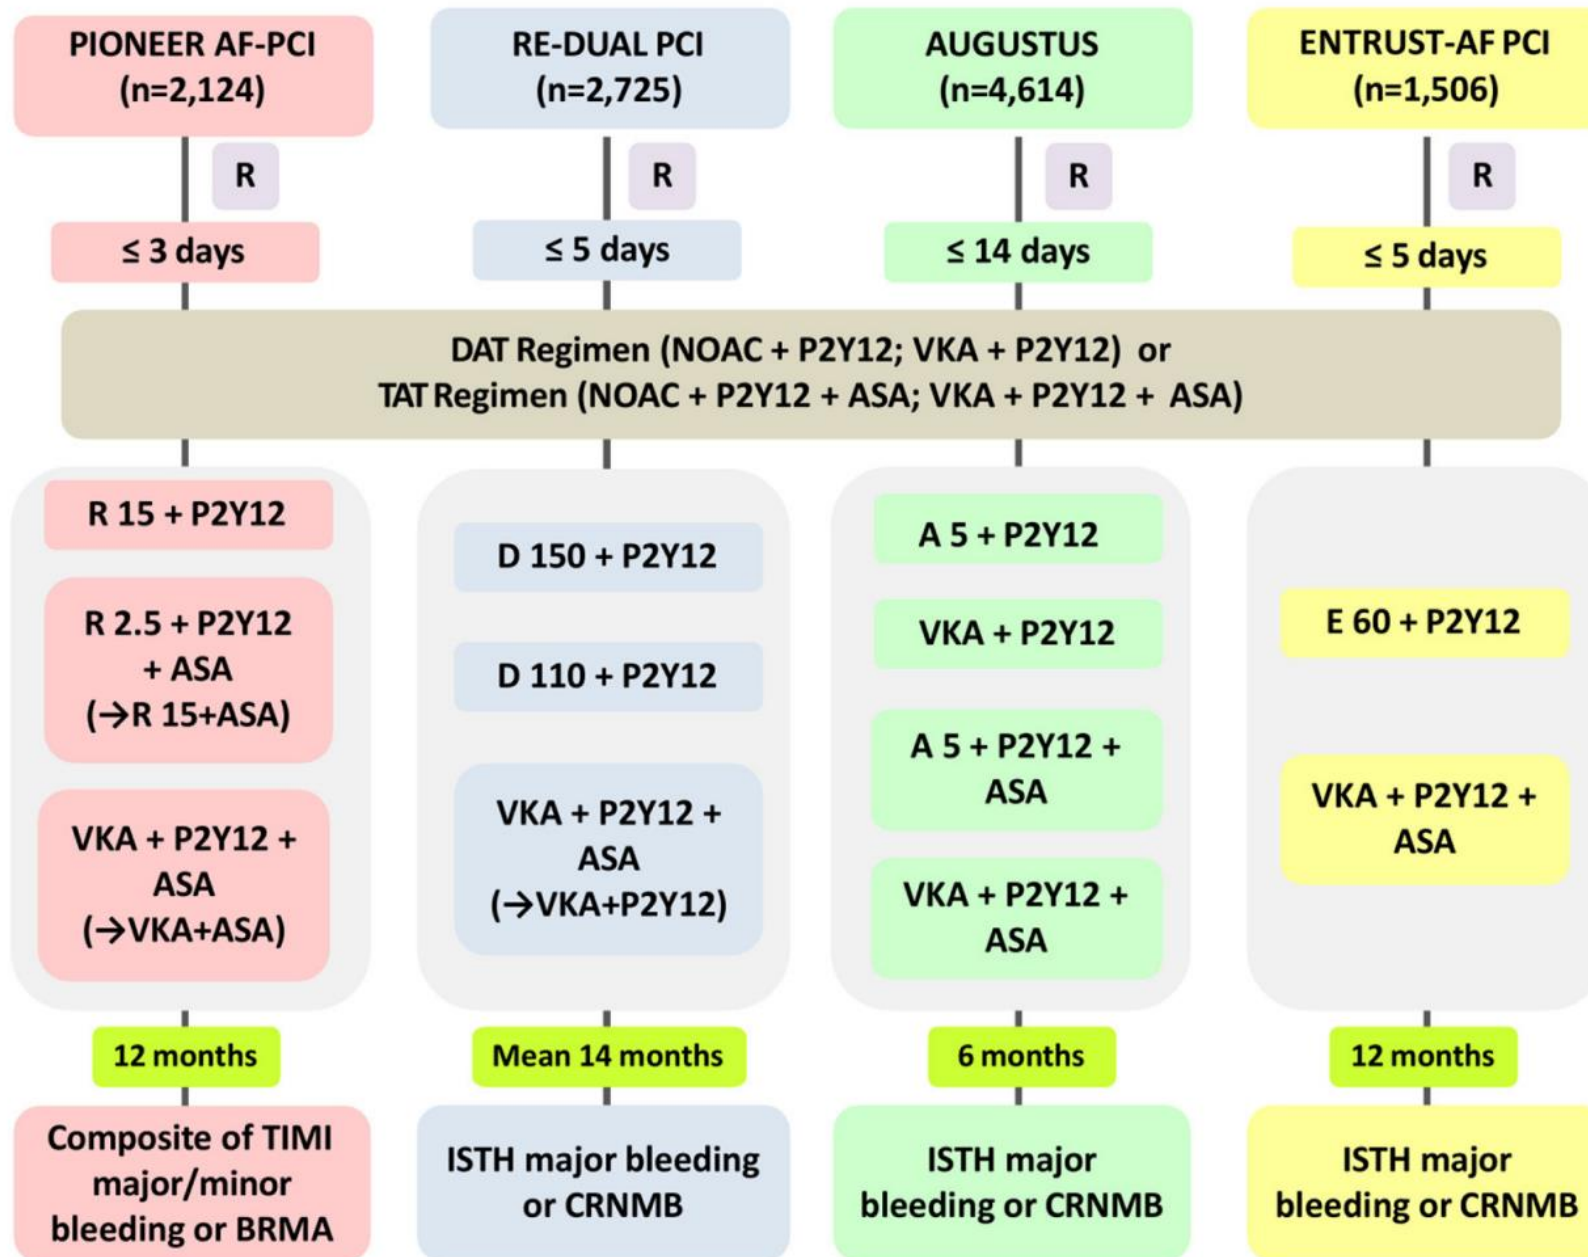 PIONEER AF-PCI
(n=2,124)
RE-DUAL PCI
(n=2,725)
AUGUSTUS
(n=4,614)
ENTRUST-AF PCI
(n=1,506)
R
R
R
R
≤ 3 days
≤ 5 days
≤ 14 days
≤ 5 days
DAT Regimen (NOAC + P2Y12; VKA + P2Y12) or
TAT Regimen (NOAC + P2Y12 + ASA; VKA + P2Y12 + ASA)
R 15 + P2Y12
R 2.5 + P2Y12
+ ASA
(→R 15+ASA)
VKA + P2Y12 +
ASA
(→VKA+ASA)
D 150 + P2Y12
D 110 + P2Y12
VKA + P2Y12 +
ASA
(→VKA+P2Y12)
A 5 + P2Y12
VKA + P2Y12
A 5 + P2Y12 +
ASA
VKA + P2Y12 +
ASA
E 60 + P2Y12
VKA + P2Y12 +
ASA
12 months
Mean 14 months
6 months
12 months
Composite of TIMI
major/minor
bleeding or BRMA
ISTH major bleeding
or CRNMB
ISTH major
bleeding or CRNMB
ISTH major
bleeding or CRNMB